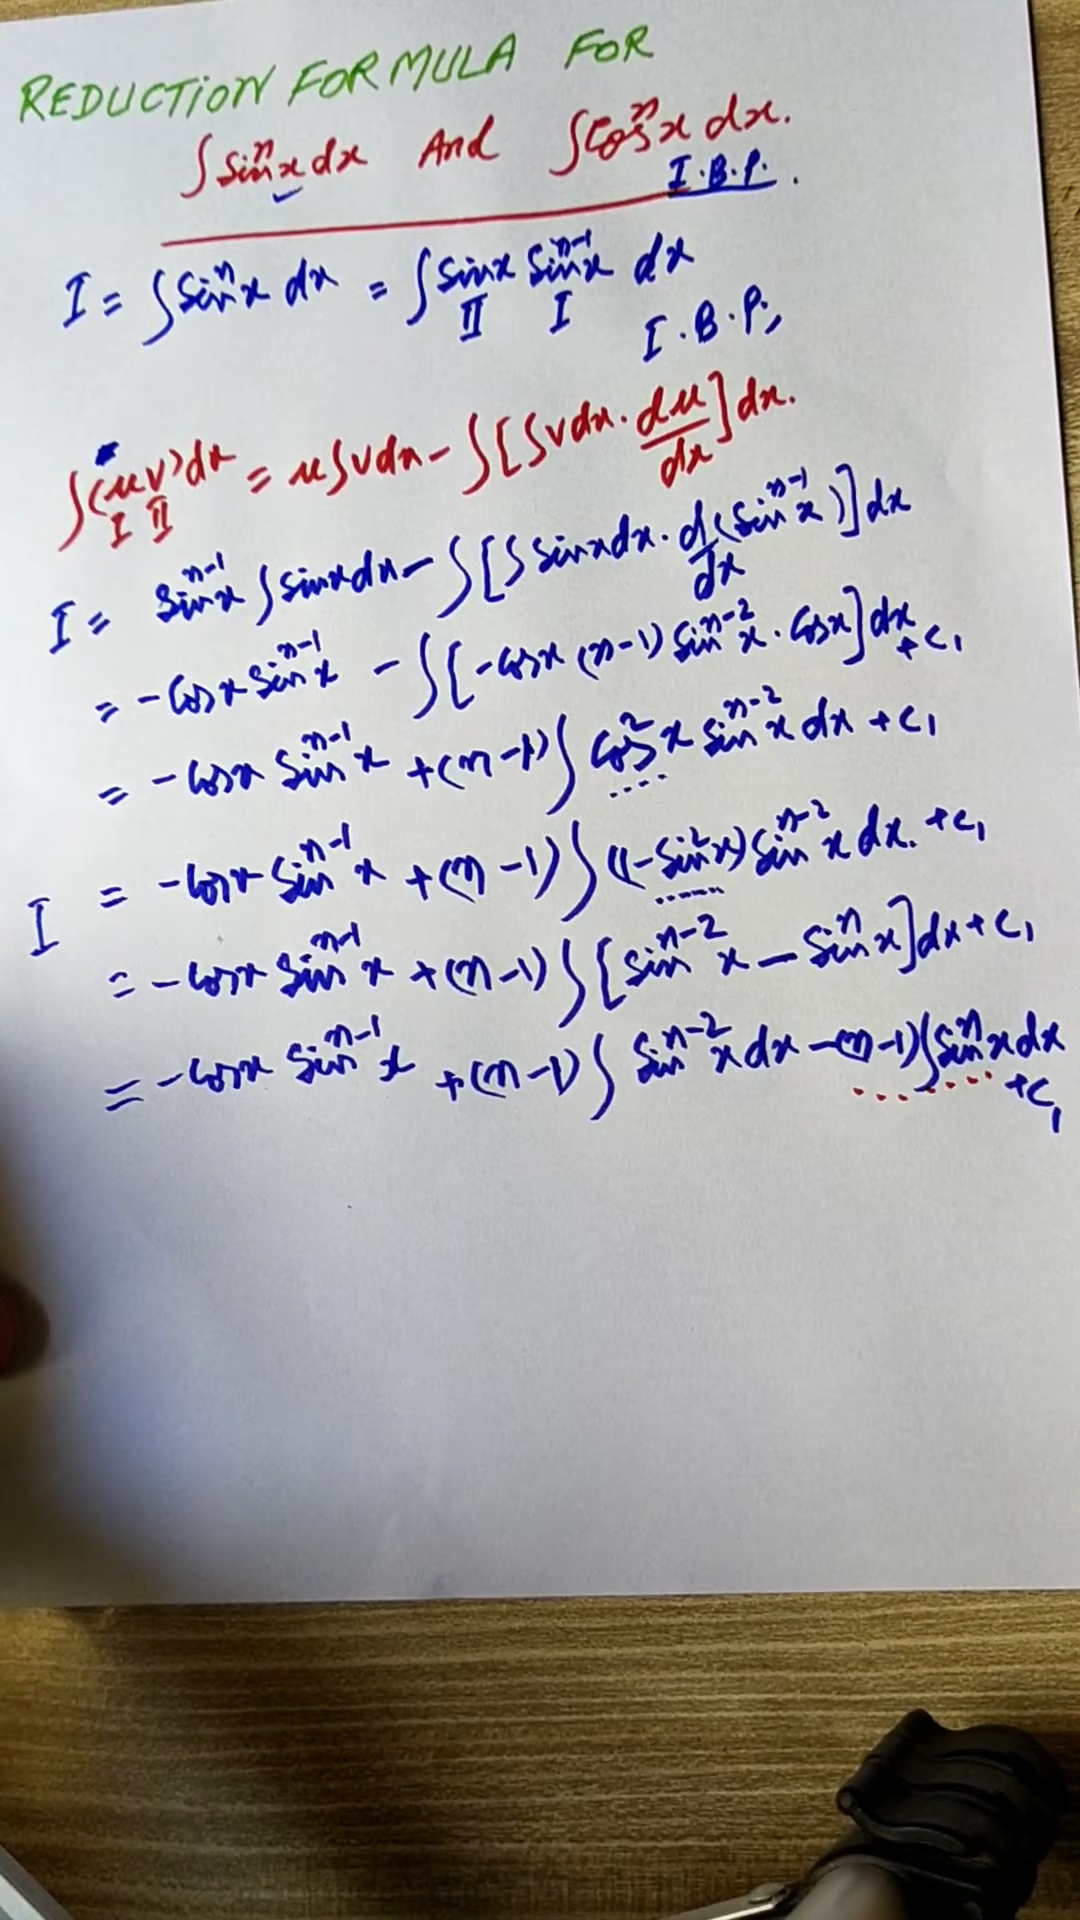 REDUCTION FORMULA FOR
∫sinⁿx dx And ∫cosⁿx dx.
I.B.P.
I = ∫sinⁿx dx = ∫sinx sinⁿ⁻¹x dx
II I I.B.P.,
∫(uv)dx = u∫vdx - ∫[∫vdx. du/dx]dx.
I II
I = sinⁿ⁻¹x ∫sinxdx - ∫[∫sinxdx. d/dx(sinⁿ⁻¹x)]dx
= -cosx sinⁿ⁻¹x - ∫[-cosx (n-1) sinⁿ⁻²x. cosx]dx + c₁
= -cosx sinⁿ⁻¹x + (n-1)∫cos²x sinⁿ⁻²x dx + c₁
I = -cosx sinⁿ⁻¹x + (n-1)∫(1-sin²x) sinⁿ⁻²x dx. + c₁
= -cosx sinⁿ⁻¹x + (n-1)∫[sinⁿ⁻²x - sinⁿx]dx + c₁
= -cosx sinⁿ⁻¹x + (n-1)∫sinⁿ⁻²x dx - (n-1)∫sinⁿx dx + c₁